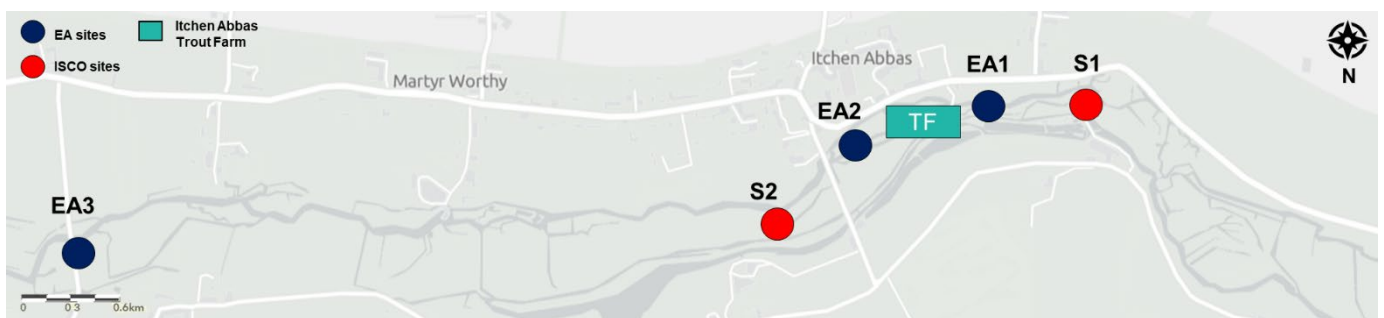 EA sites
Itchen Abbas
Trout Farm
ISCO sites
Itchen Abbas
Martyr Worthy
EA1
S1
N
EA2
TF
S2
EA3
0 0.3 0.6km